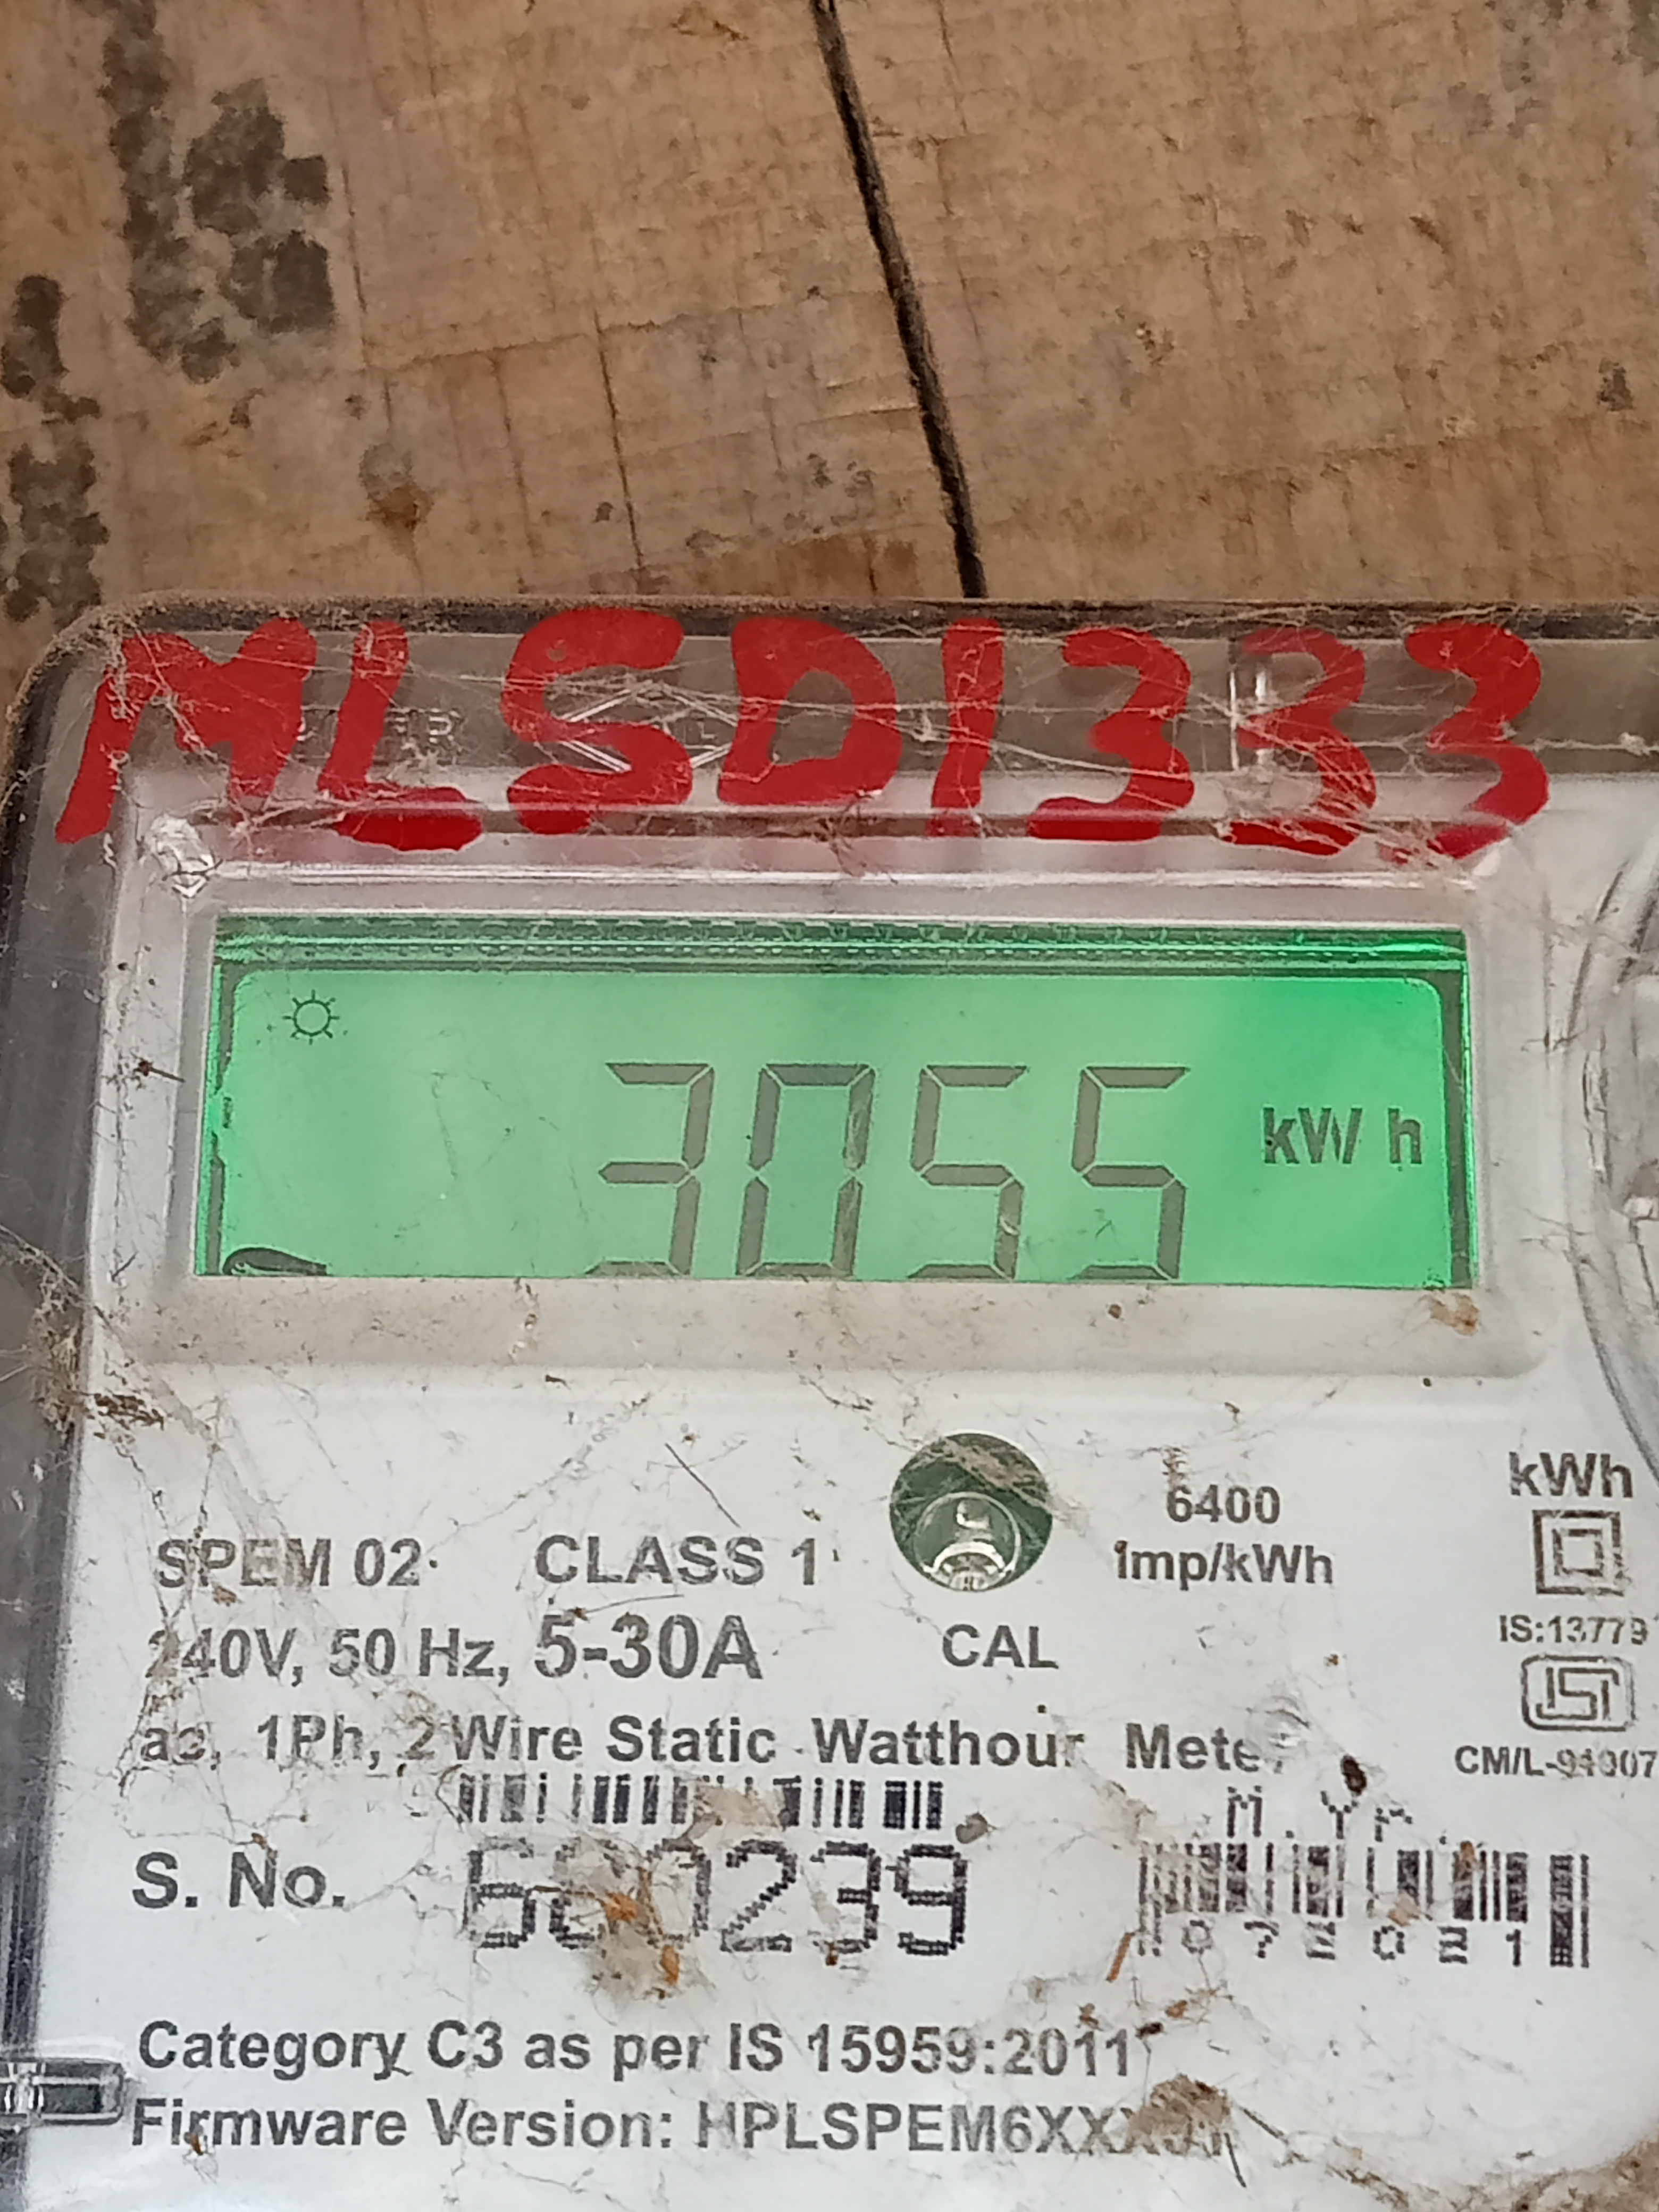 MLSD1333
3055 kWh
SPEM 02 CLASS 1
6400
imp/kWh
kWh
240V, 50 Hz, 5-30A
CAL
IS:13779
ac, 1Ph, 2 Wire Static Watthour Meter
CM/L-
M. Yr.
S. No.
Category C3 as per IS 15959:2011
Firmware Version: